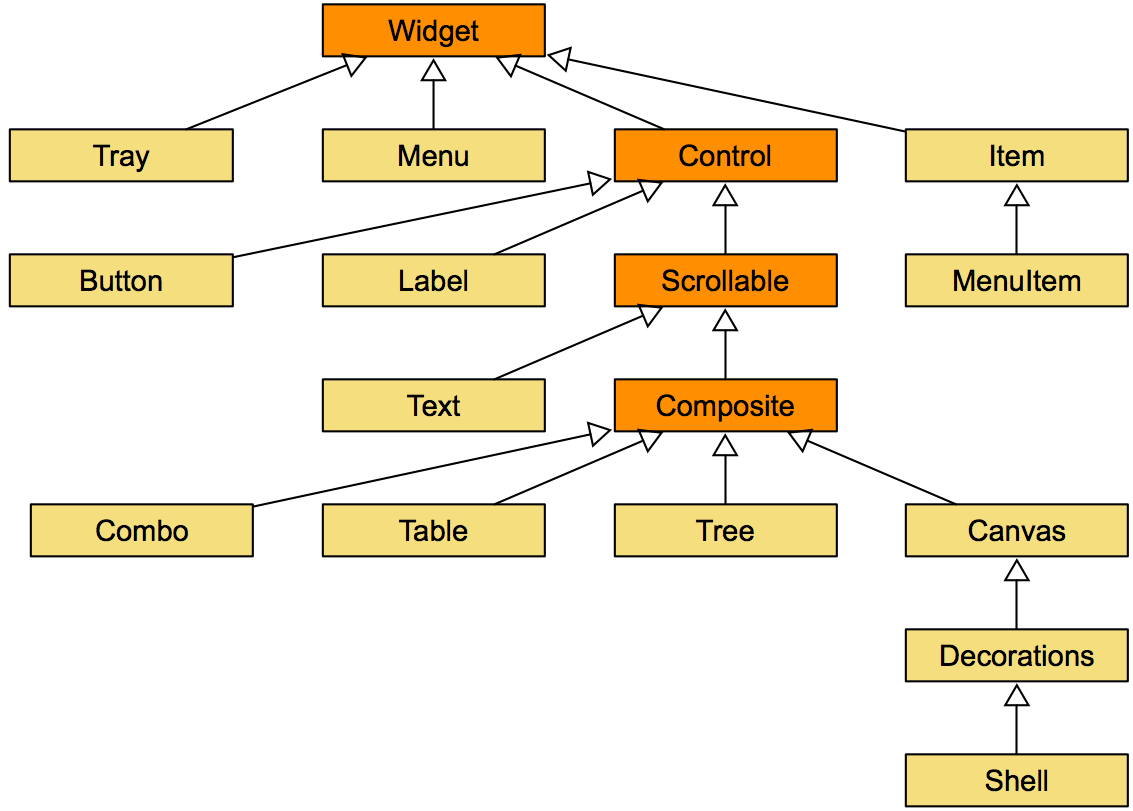 Widget
Tray
Menu
Control
Item
Button
Label
Scrollable
MenuItem
Text
Composite
Combo
Table
Tree
Canvas
Decorations
Shell